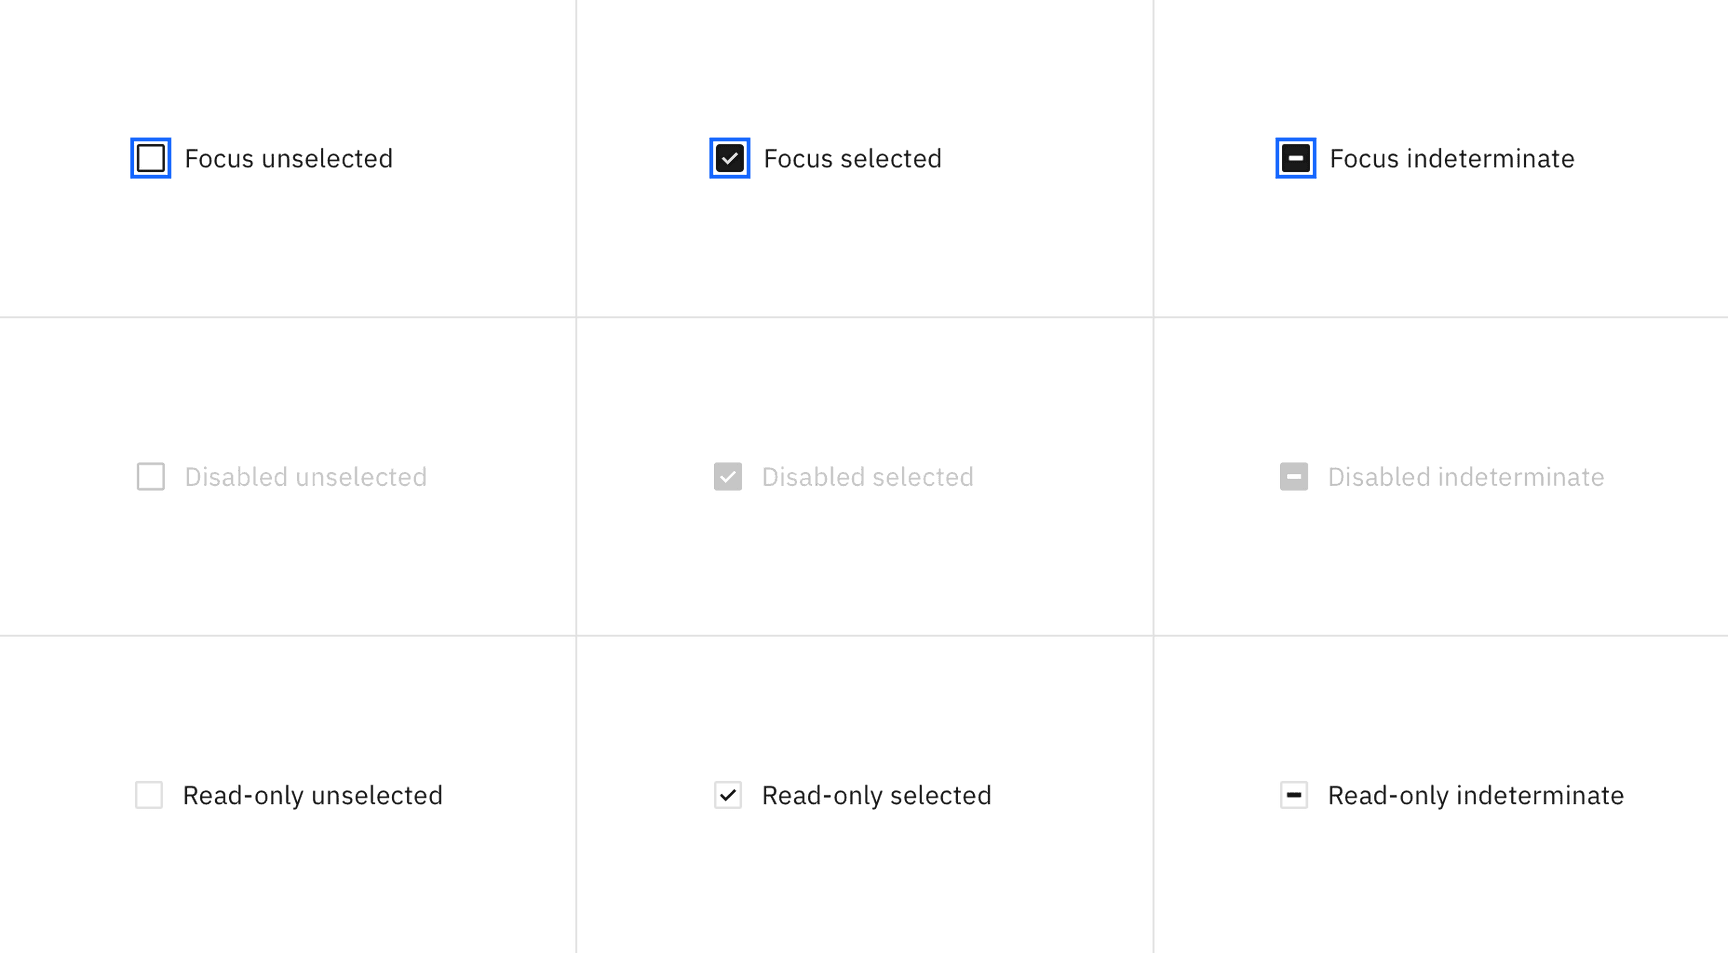 Focus unselected
Focus selected
Focus indeterminate
Disabled unselected
Disabled selected
Disabled indeterminate
Read-only unselected
Read-only selected
Read-only indeterminate